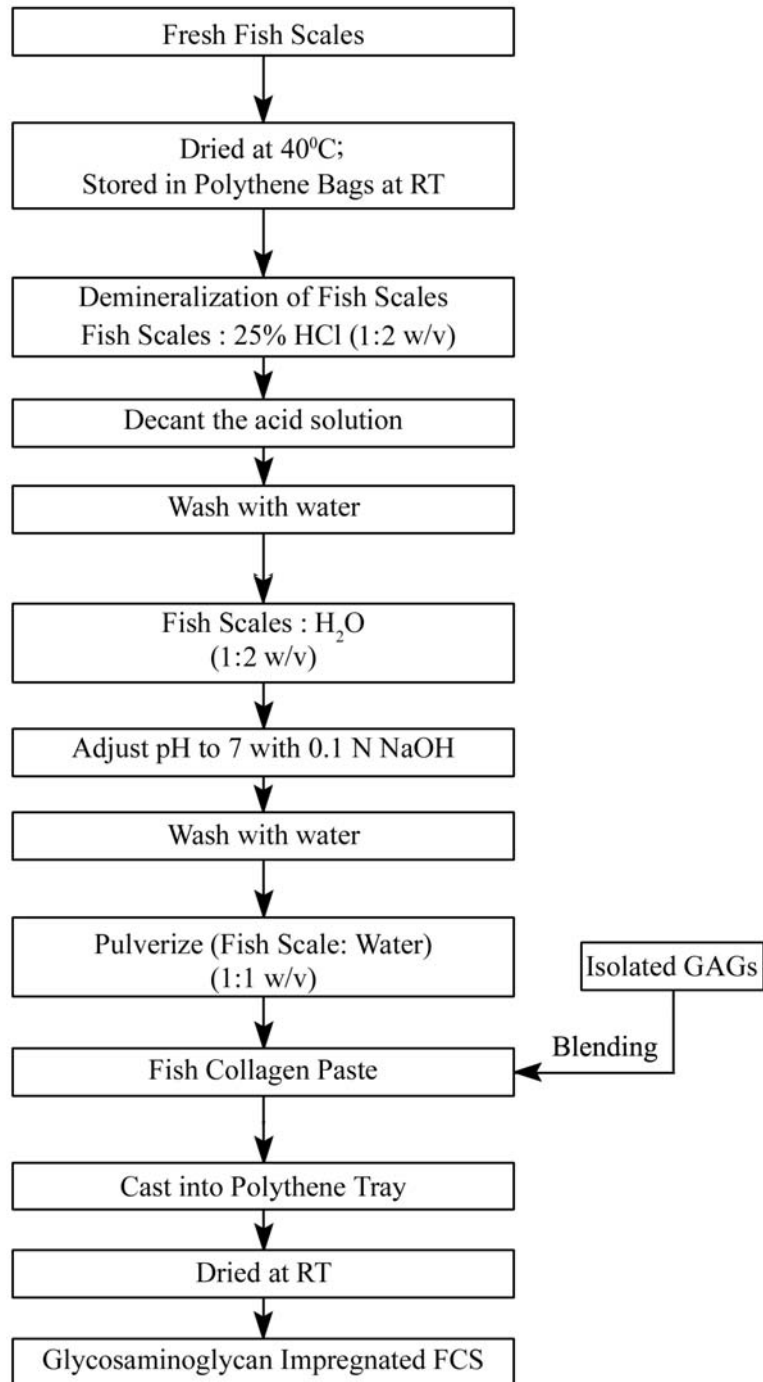 Fresh Fish Scales
Dried at 40⁰C;
Stored in Polythene Bags at RT
Demineralization of Fish Scales
Fish Scales : 25% HCl (1:2 w/v)
Decant the acid solution
Wash with water
Fish Scales : H₂O
(1:2 w/v)
Adjust pH to 7 with 0.1 N NaOH
Wash with water
Pulverize (Fish Scale: Water)
(1:1 w/v)
Isolated GAGs
Blending
Fish Collagen Paste
Cast into Polythene Tray
Dried at RT
Glycosaminoglycan Impregnated FCS